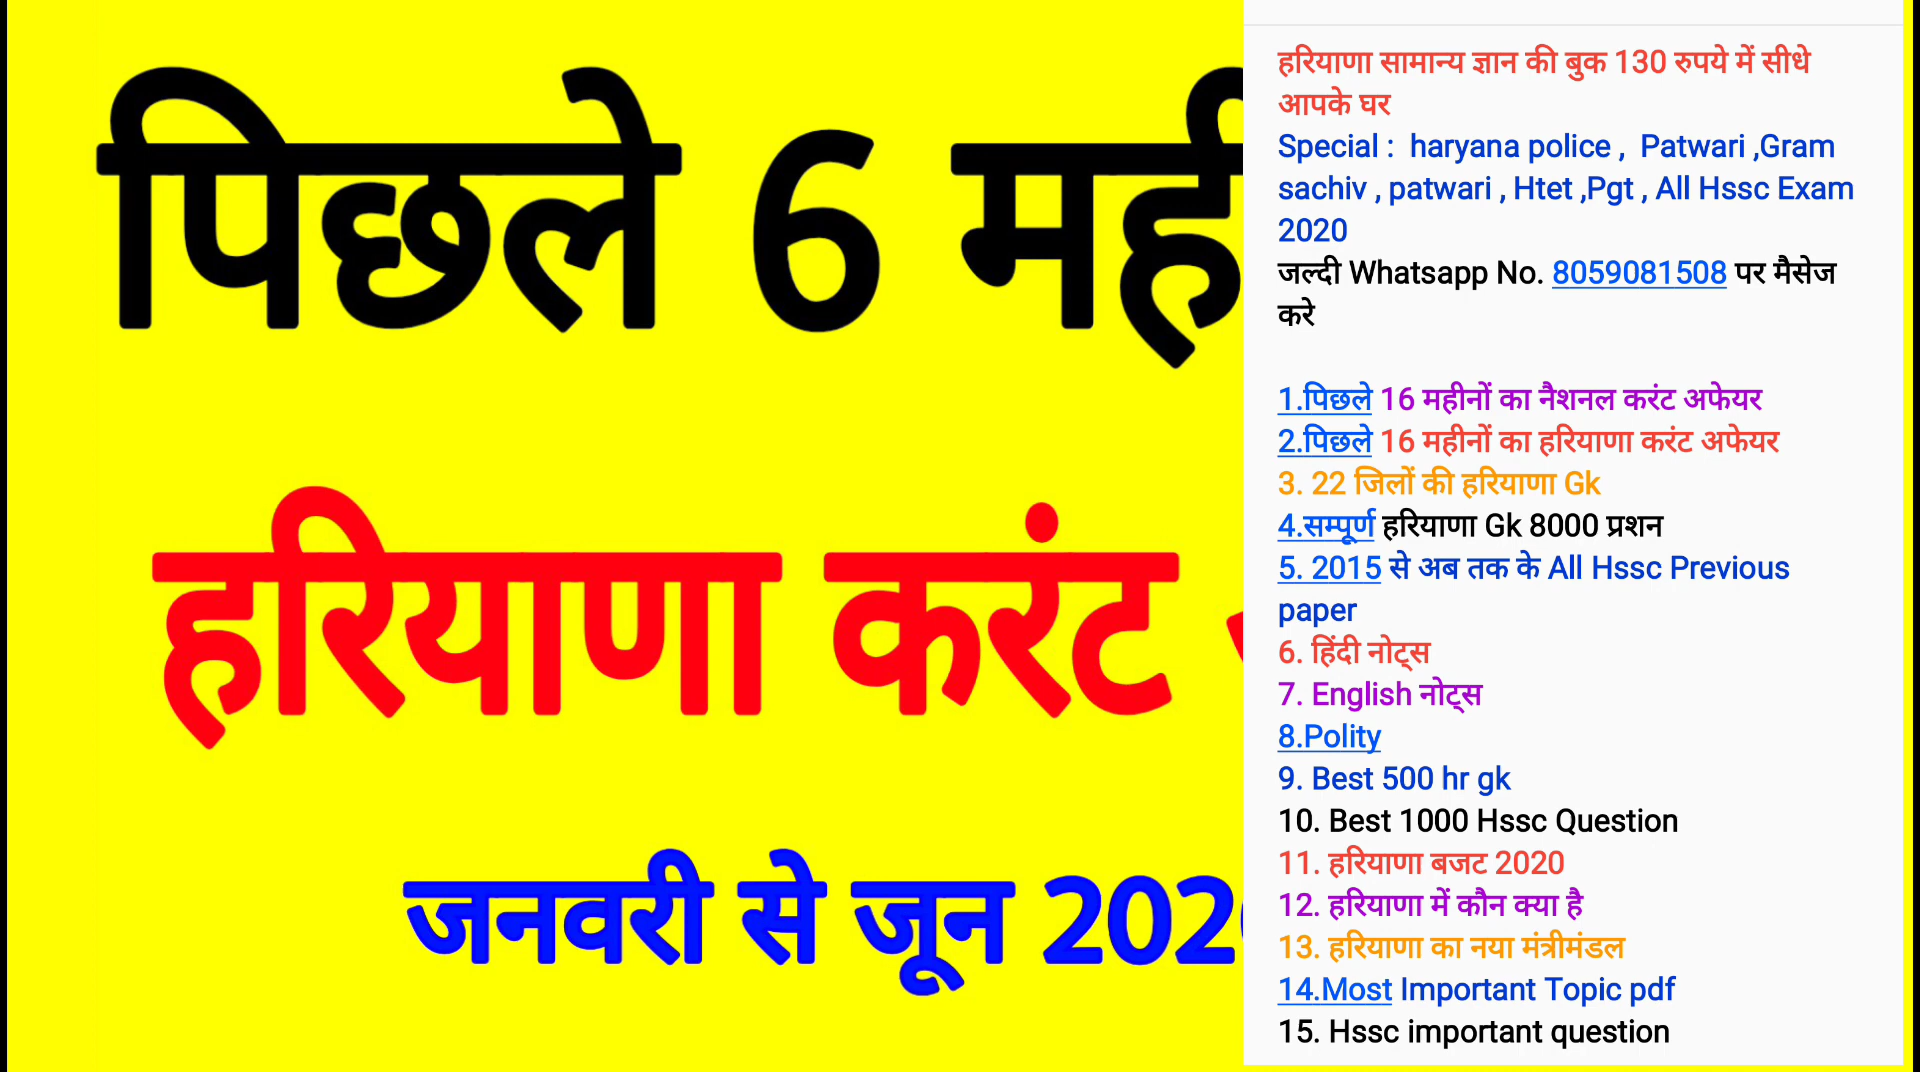 पिछले 6
हरियाणा करंट
जनवरी से जून
हरियाणा सामान्य ज्ञान की बुक 130 रुपये में सीधे
आपके घर
Special : haryana police , Patwari ,Gram
sachiv , patwari , Htet ,Pgt , All Hssc Exam
2020
जल्दी Whatsapp No. 8059081508 पर मैसेज
करे
1.पिछले 16 महीनों का नैशनल करंट अफेयर
2.पिछले 16 महीनों का हरियाणा करंट अफेयर
3. 22 जिलों की हरियाणा Gk
4.सम्पूर्ण हरियाणा Gk 8000 प्रशन
5. 2015 से अब तक के All Hssc Previous
paper
6. हिंदी नोट्स
7. English नोट्स
8.Polity
9. Best 500 hr gk
10. Best 1000 Hssc Question
11. हरियाणा बजट 2020
12. हरियाणा में कौन क्या है
13. हरियाणा का नया मंत्रीमंडल
14.Most Important Topic pdf
15. Hssc important question